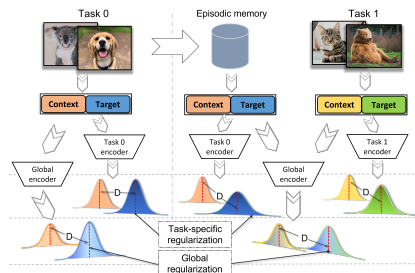 Task 0
Episodic memory
Task 1
Context
Target
Context
Target
Context
Target
Task 0
encoder
Task 0
encoder
Task 1
encoder
Global
encoder
Global
encoder
D
D
D
Task-specific
regularization
D
D
Global
regularization